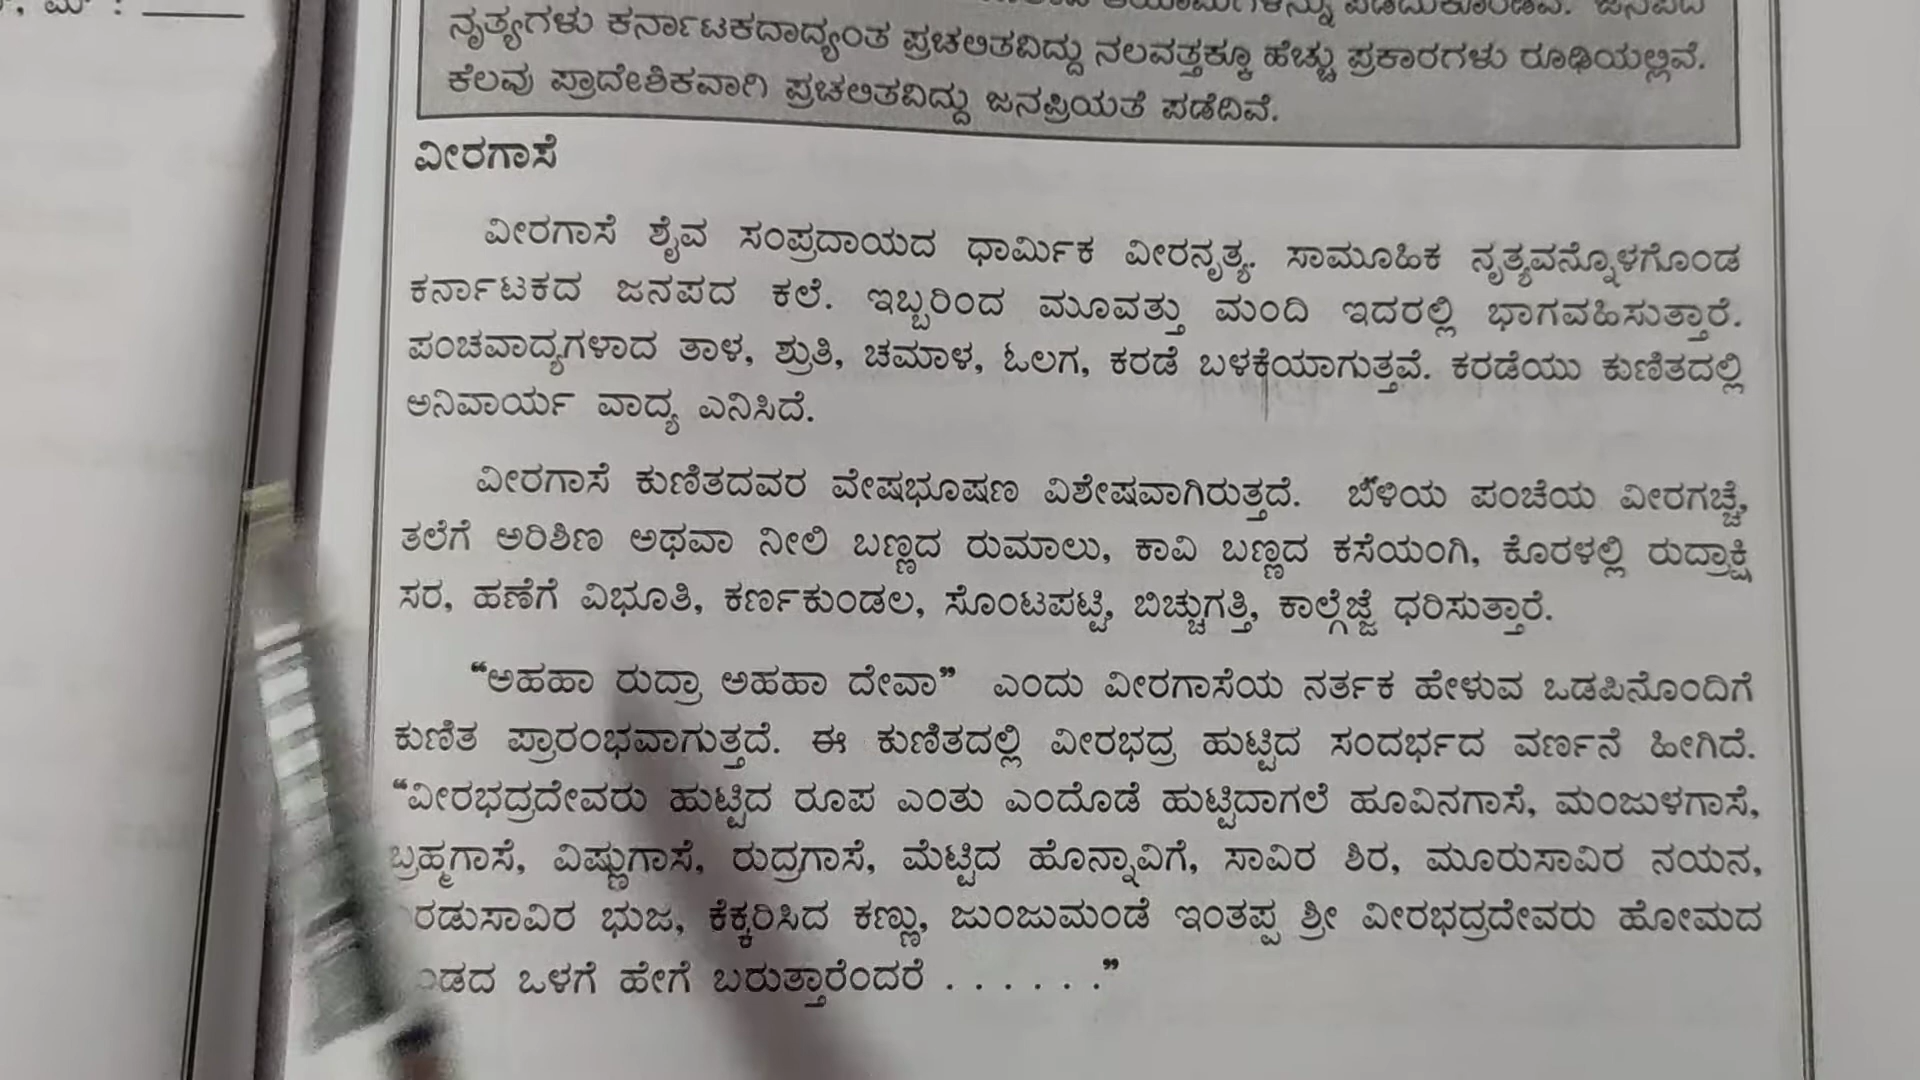 ನೃತ್ಯಗಳು ಕರ್ನಾಟಕದಾದ್ಯಂತ ಪ್ರಚಲಿತವಿದ್ದು ನಲವತ್ತಕ್ಕೂ ಹೆಚ್ಚು ಪ್ರಕಾರಗಳು ರೂಢಿಯಲ್ಲಿವೆ.
ಕೆಲವು ಪ್ರಾದೇಶಿಕವಾಗಿ ಪ್ರಚಲಿತವಿದ್ದು ಜನಪ್ರಿಯತೆ ಪಡೆದಿವೆ.
ವೀರಗಾಸೆ
ವೀರಗಾಸೆ ಶೈವ ಸಂಪ್ರದಾಯದ ಧಾರ್ಮಿಕ ವೀರನೃತ್ಯ. ಸಾಮೂಹಿಕ ನೃತ್ಯವನ್ನೊಳಗೊಂಡ
ಕರ್ನಾಟಕದ ಜನಪದ ಕಲೆ. ಇಬ್ಬರಿಂದ ಮೂವತ್ತು ಮಂದಿ ಇದರಲ್ಲಿ ಭಾಗವಹಿಸುತ್ತಾರೆ.
ಪಂಚವಾದ್ಯಗಳಾದ ತಾಳ, ಶ್ರುತಿ, ಚಮಾಳ, ಓಲಗ, ಕರಡೆ ಬಳಕೆಯಾಗುತ್ತವೆ. ಕರಡೆಯು ಕುಣಿತದಲ್ಲಿ
ಅನಿವಾರ್ಯ ವಾದ್ಯ ಎನಿಸಿದೆ.
ವೀರಗಾಸೆ ಕುಣಿತದವರ ವೇಷಭೂಷಣ ವಿಶೇಷವಾಗಿರುತ್ತದೆ. ಬಿಳಿಯ ಪಂಚೆಯ ವೀರಗಚ್ಚೆ,
ತಲೆಗೆ ಅರಿಶಿಣ ಅಥವಾ ನೀಲಿ ಬಣ್ಣದ ರುಮಾಲು, ಕಾವಿ ಬಣ್ಣದ ಕಸೆಯಂಗಿ, ಕೊರಳಲ್ಲಿ ರುದ್ರಾಕ್ಷಿ
ಸರ, ಹಣೆಗೆ ವಿಭೂತಿ, ಕರ್ಣಕುಂಡಲ, ಸೊಂಟಪಟ್ಟಿ, ಬಿಚ್ಚುಗತ್ತಿ, ಕಾಲ್ಗೆಜ್ಜೆ ಧರಿಸುತ್ತಾರೆ.
“ಅಹಹಾ ರುದ್ರಾ ಅಹಹಾ ದೇವಾ” ಎಂದು ವೀರಗಾಸೆಯ ನರ್ತಕ ಹೇಳುವ ಒಡಪಿನೊಂದಿಗೆ
ಕುಣಿತ ಪ್ರಾರಂಭವಾಗುತ್ತದೆ. ಈ ಕುಣಿತದಲ್ಲಿ ವೀರಭದ್ರ ಹುಟ್ಟಿದ ಸಂದರ್ಭದ ವರ್ಣನೆ ಹೀಗಿದೆ.
“ವೀರಭದ್ರದೇವರು ಹುಟ್ಟಿದ ರೂಪ ಎಂತು ಎಂದೊಡೆ ಹುಟ್ಟಿದಾಗಲೆ ಹೂವಿನಗಾಸೆ, ಮಂಜುಳಗಾಸೆ,
ಬ್ರಹ್ಮಗಾಸೆ, ವಿಷ್ಣುಗಾಸೆ, ರುದ್ರಗಾಸೆ, ಮೆಟ್ಟಿದ ಹೊನ್ನಾವಿಗೆ, ಸಾವಿರ ಶಿರ, ಮೂರುಸಾವಿರ ನಯನ,
ಭುಜ, ಕೆಕ್ಕರಿಸಿದ ಕಣ್ಣು, ಜುಂಜುಮಂಡೆ ಇಂತಪ್ಪ ಶ್ರೀ ವೀರಭದ್ರದೇವರು ಹೋಮದ
ಒಳಗೆ ಹೇಗೆ ಬರುತ್ತಾರೆಂದರೆ . . . . . .”